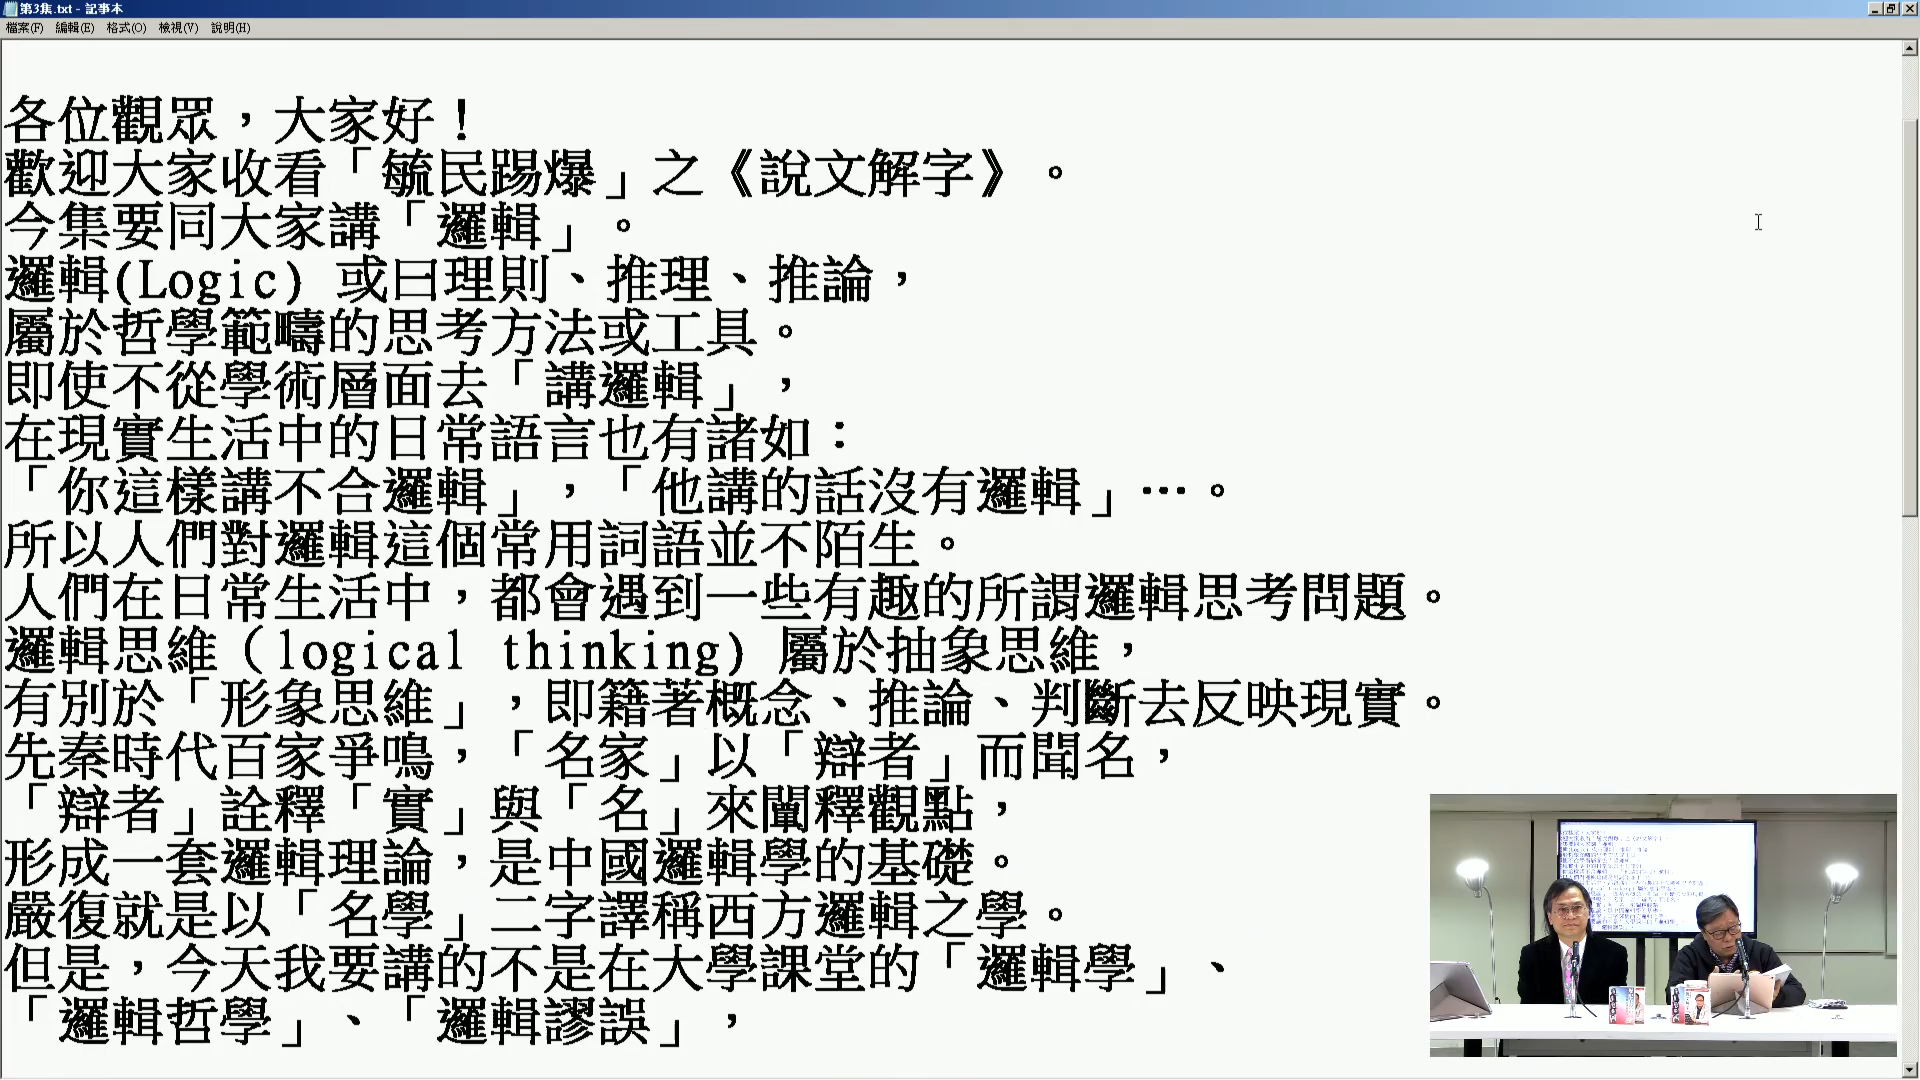 第3集.txt - 記事本
檔案(F) 編輯(E) 格式(O) 檢視(V) 說明(H)
各位觀眾，大家好！
歡迎大家收看「毓民踢爆」之《說文解字》。
今集要同大家講「邏輯」。
邏輯(Logic) 或曰理則、推理、推論，
屬於哲學範疇的思考方法或工具。
即使不從學術層面去「講邏輯」，
在現實生活中的日常語言也有諸如：
「你這樣講不合邏輯」，「他講的話沒有邏輯」…。
所以人們對邏輯這個常用詞語並不陌生。
人們在日常生活中，都會遇到一些有趣的所謂邏輯思考問題。
邏輯思維（logical thinking) 屬於抽象思維，
有別於「形象思維」，即籍著概念、推論、判斷去反映現實。
先秦時代百家爭鳴，「名家」以「辯者」而聞名，
「辯者」詮釋「實」與「名」來闡釋觀點，
形成一套邏輯理論，是中國邏輯學的基礎。
嚴復就是以「名學」二字譯稱西方邏輯之學。
但是，今天我要講的不是在大學課堂的「邏輯學」、
「邏輯哲學」、「邏輯謬誤」，